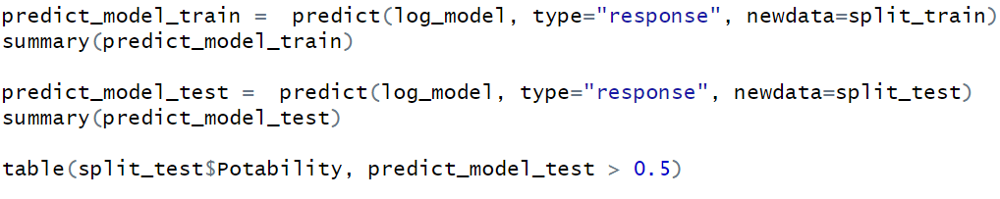 predict_model_train =  predict(log_model, type="response", newdata=split_train)
summary(predict_model_train)
predict_model_test =  predict(log_model, type="response", newdata=split_test)
summary(predict_model_test)
table(split_test$Potability, predict_model_test > 0.5)